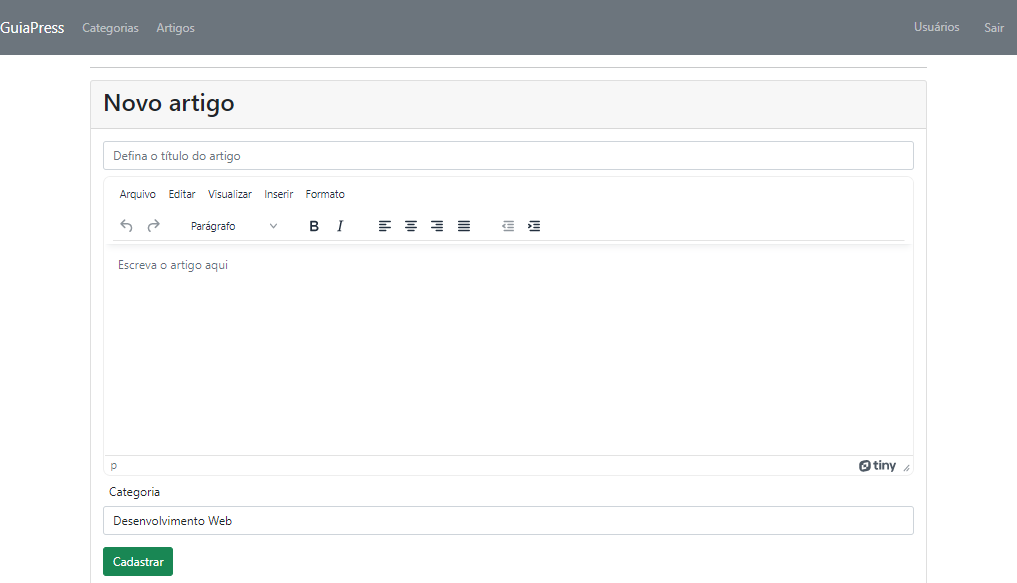 GuiaPress Categorias Artigos Usuários Sair
Novo artigo
Defina o título do artigo
Arquivo Editar Visualizar Inserir Formato
Parágrafo B I
Escreva o artigo aqui
p tiny
Categoria
Desenvolvimento Web
Cadastrar